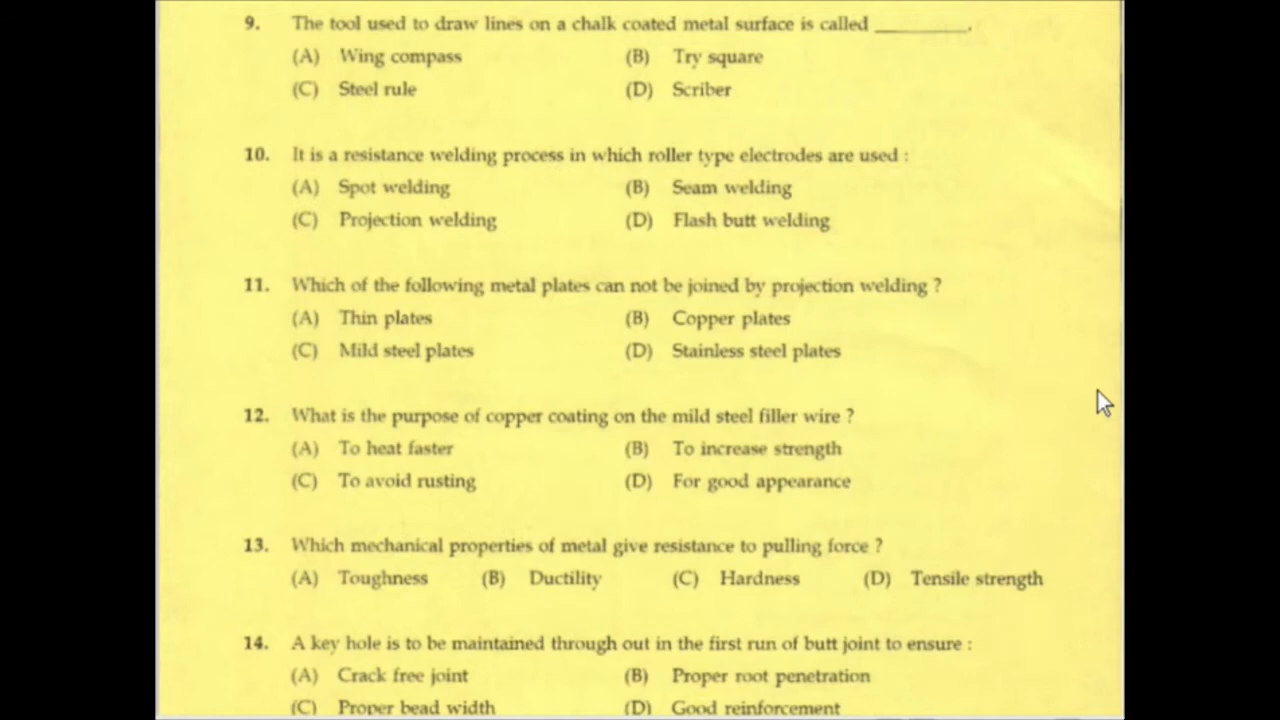 9. The tool used to draw lines on a chalk coated metal surface is called ________.
(A) Wing compass (B) Try square
(C) Steel rule (D) Scriber
10. It is a resistance welding process in which roller type electrodes are used :
(A) Spot welding (B) Seam welding
(C) Projection welding (D) Flash butt welding
11. Which of the following metal plates can not be joined by projection welding ?
(A) Thin plates (B) Copper plates
(C) Mild steel plates (D) Stainless steel plates
12. What is the purpose of copper coating on the mild steel filler wire ?
(A) To heat faster (B) To increase strength
(C) To avoid rusting (D) For good appearance
13. Which mechanical properties of metal give resistance to pulling force ?
(A) Toughness (B) Ductility (C) Hardness (D) Tensile strength
14. A key hole is to be maintained through out in the first run of butt joint to ensure :
(A) Crack free joint (B) Proper root penetration
(C) Proper bead width (D) Good reinforcement